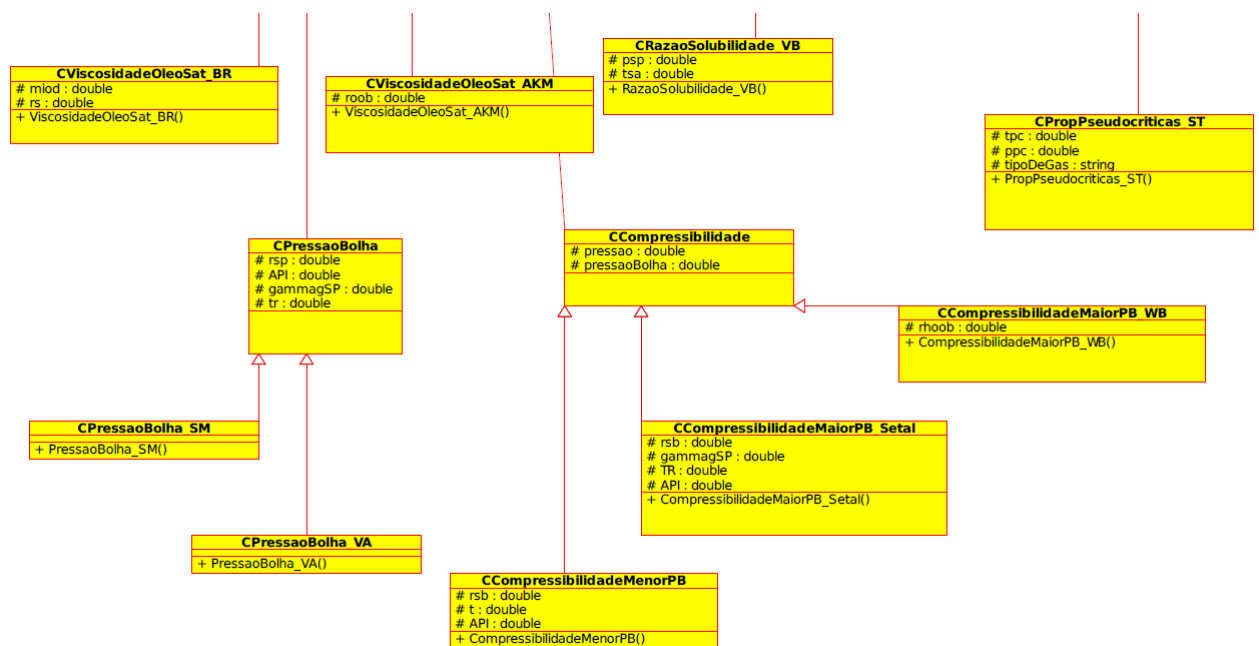 CViscosidadeOleoSat_BR
# miod : double
# rs : double
+ ViscosidadeOleoSat_BR()
CViscosidadeOleoSat_AKM
# roob : double
+ ViscosidadeOleoSat_AKM()
CRazaoSolubilidade_VB
# psp : double
# tsa : double
+ RazaoSolubilidade_VB()
CPropPseudocriticas_ST
# tpc : double
# ppc : double
# tipoDeGas : string
+ PropPseudocriticas_ST()
CPressaoBolha
# rsp : double
# API : double
# gammagSP : double
# tr : double
CCompressibilidade
# pressao : double
# pressaoBolha : double
CCompressibilidadeMaiorPB_WB
# rhoob : double
+ CompressibilidadeMaiorPB_WB()
CPressaoBolha_SM
+ PressaoBolha_SM()
CCompressibilidadeMaiorPB_Setal
# rsb : double
# gammagSP : double
# TR : double
# API : double
+ CompressibilidadeMaiorPB_Setal()
CPressaoBolha_VA
+ PressaoBolha_VA()
CCompressibilidadeMenorPB
# rsb : double
# t : double
# API : double
+ CompressibilidadeMenorPB()